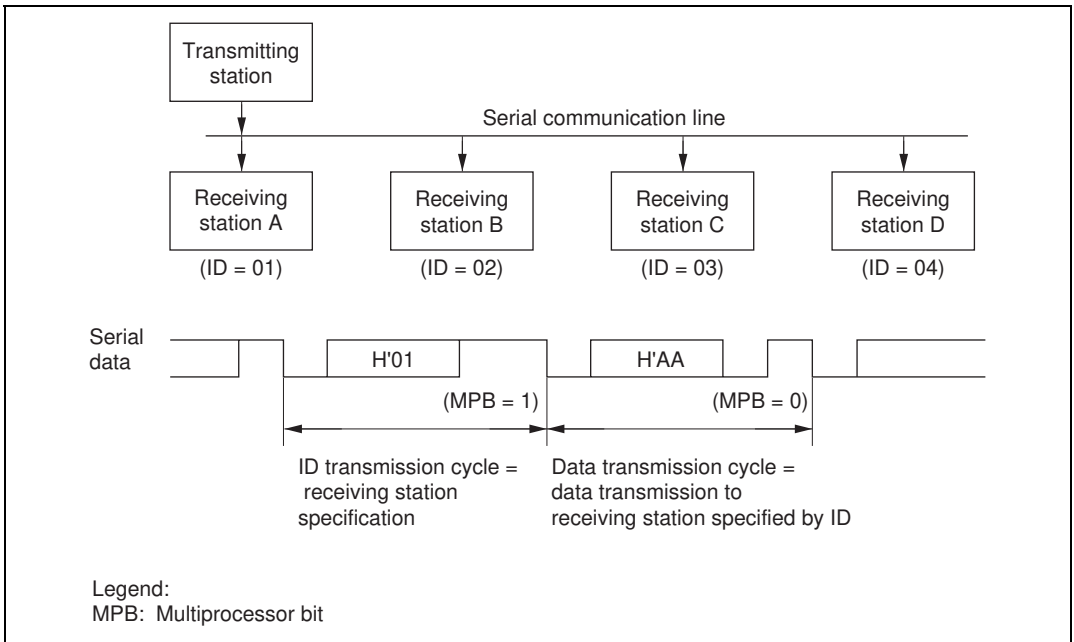 Transmitting
station
Serial communication line
Receiving
station A
Receiving
station B
Receiving
station C
Receiving
station D
(ID = 01)
(ID = 02)
(ID = 03)
(ID = 04)
Serial
data
H'01
H'AA
(MPB = 1)
(MPB = 0)
ID transmission cycle =
receiving station
specification
Data transmission cycle =
data transmission to
receiving station specified by ID
Legend:
MPB: Multiprocessor bit